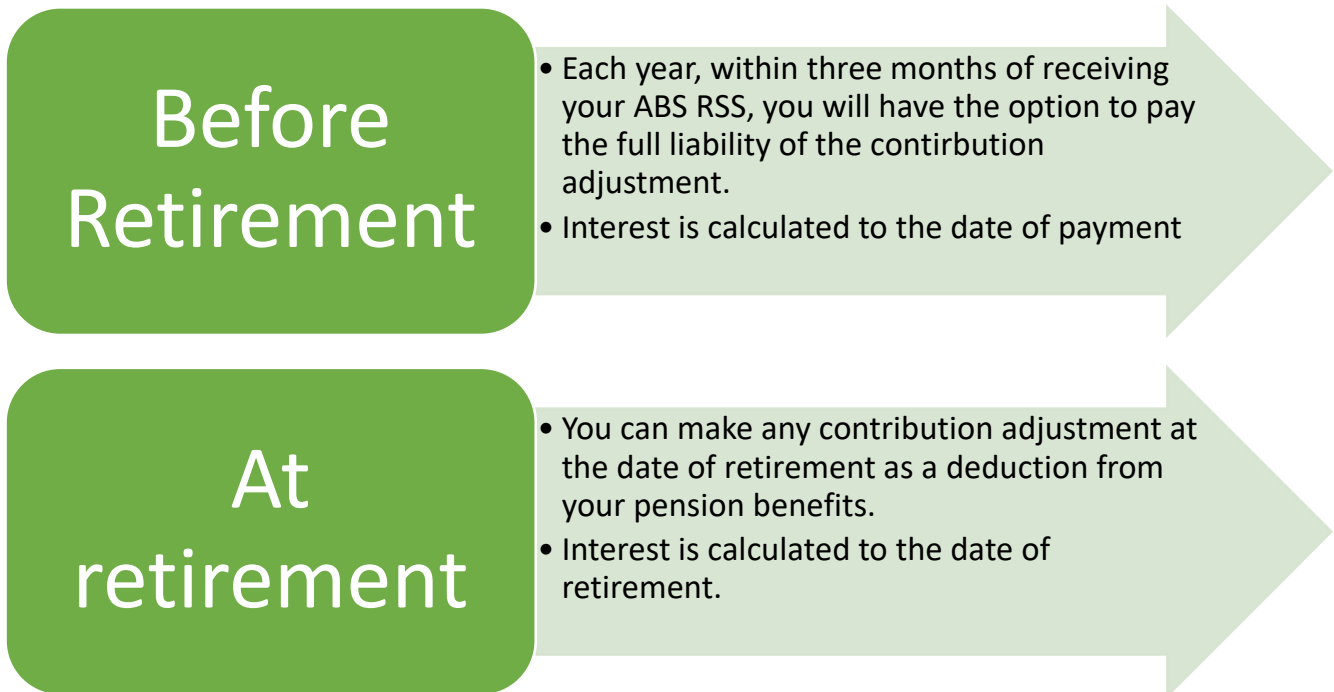 Before
Retirement
• Each year, within three months of receiving
your ABS RSS, you will have the option to pay
the full liability of the contirbution
adjustment.
• Interest is calculated to the date of payment
At
retirement
• You can make any contribution adjustment at
the date of retirement as a deduction from
your pension benefits.
• Interest is calculated to the date of
retirement.